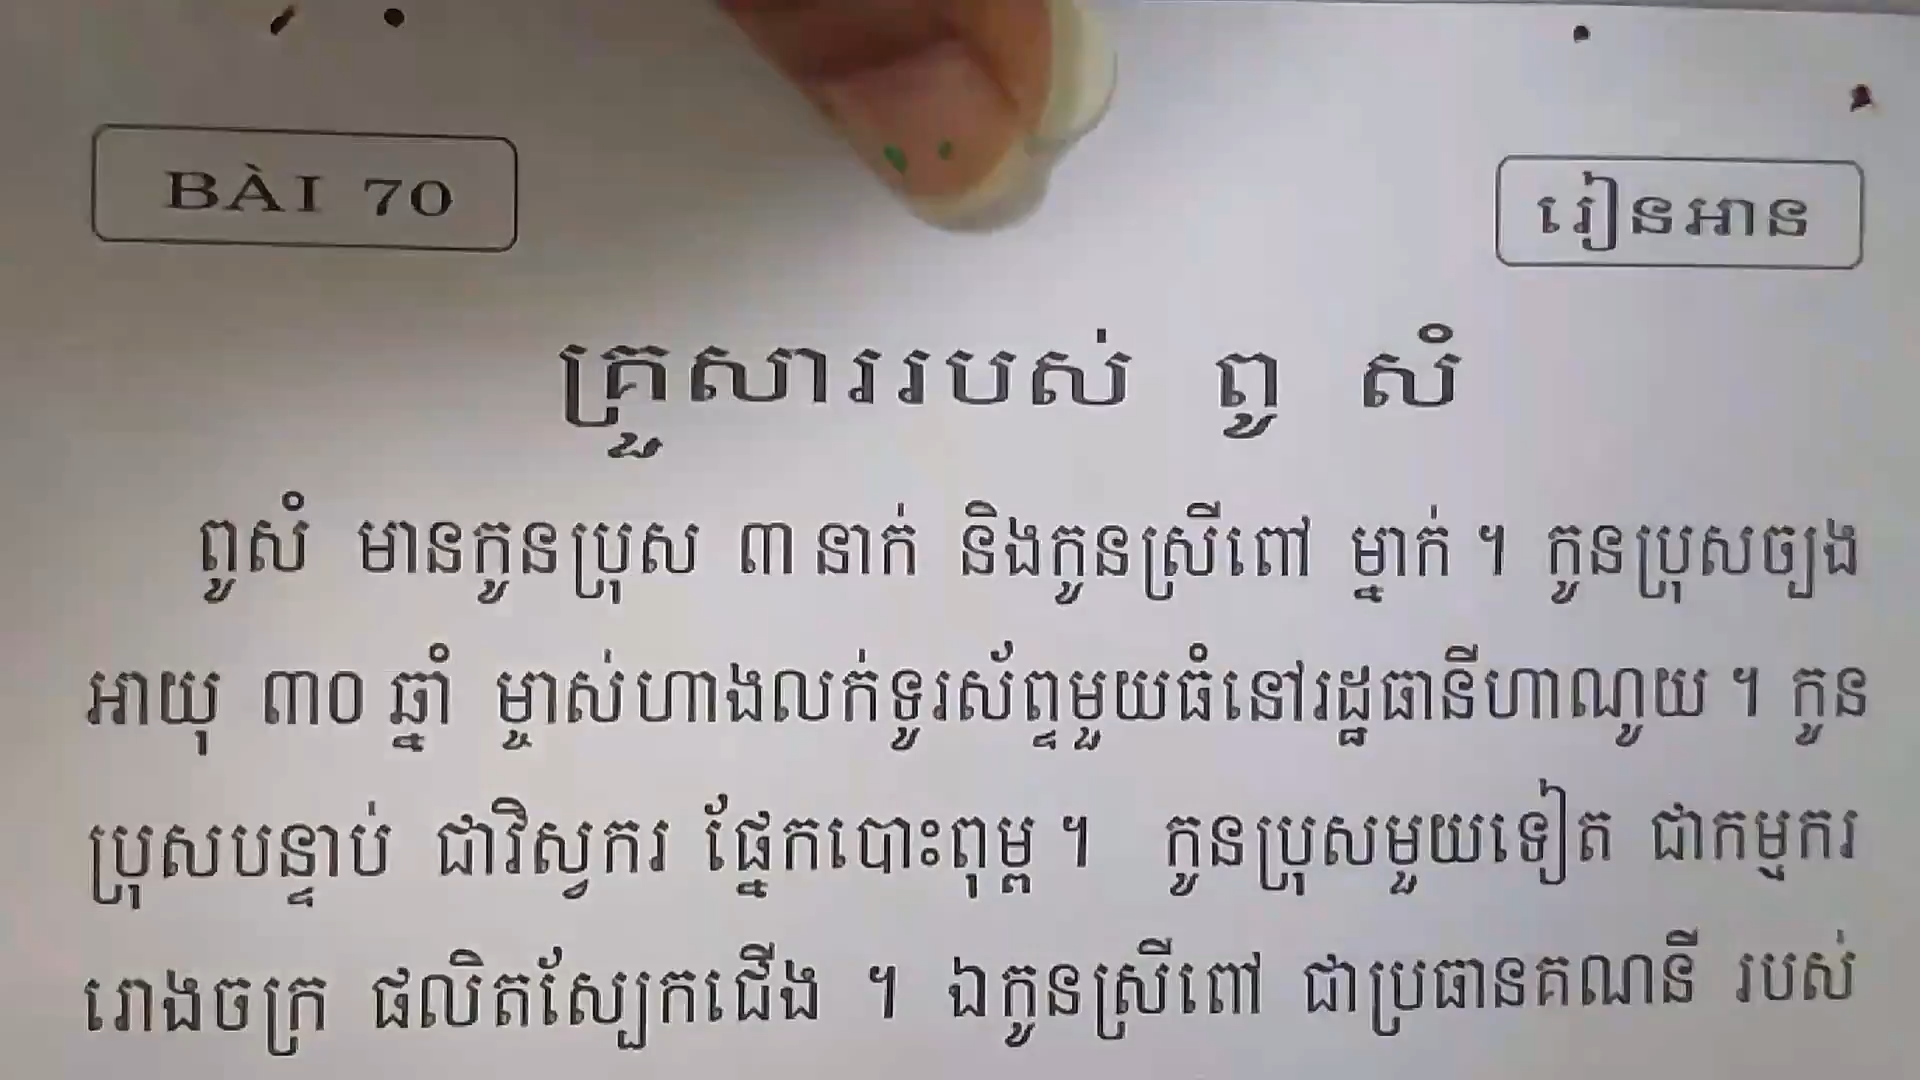 BÀI 70
រៀនអាន
គ្រួសាររបស់ ពូ សំ
ពូសំ មានកូនប្រុស ៣ នាក់ និងកូនស្រីពៅ ម្នាក់ ។ កូនប្រុសច្បង
អាយុ ៣០ ឆ្នាំ ម្ចាស់ហាងលក់ទូរស័ព្ទមួយធំនៅរដ្ឋធានីហាណូយ ។ កូន
ប្រុសបន្ទាប់ ជាវិស្វករ ផ្នែកបោះពុម្ព ។ កូនប្រុសមួយទៀត ជាកម្មករ
រោងចក្រ ផលិតស្បែកជើង ។ ឯកូនស្រីពៅ ជាប្រធានគណនី របស់